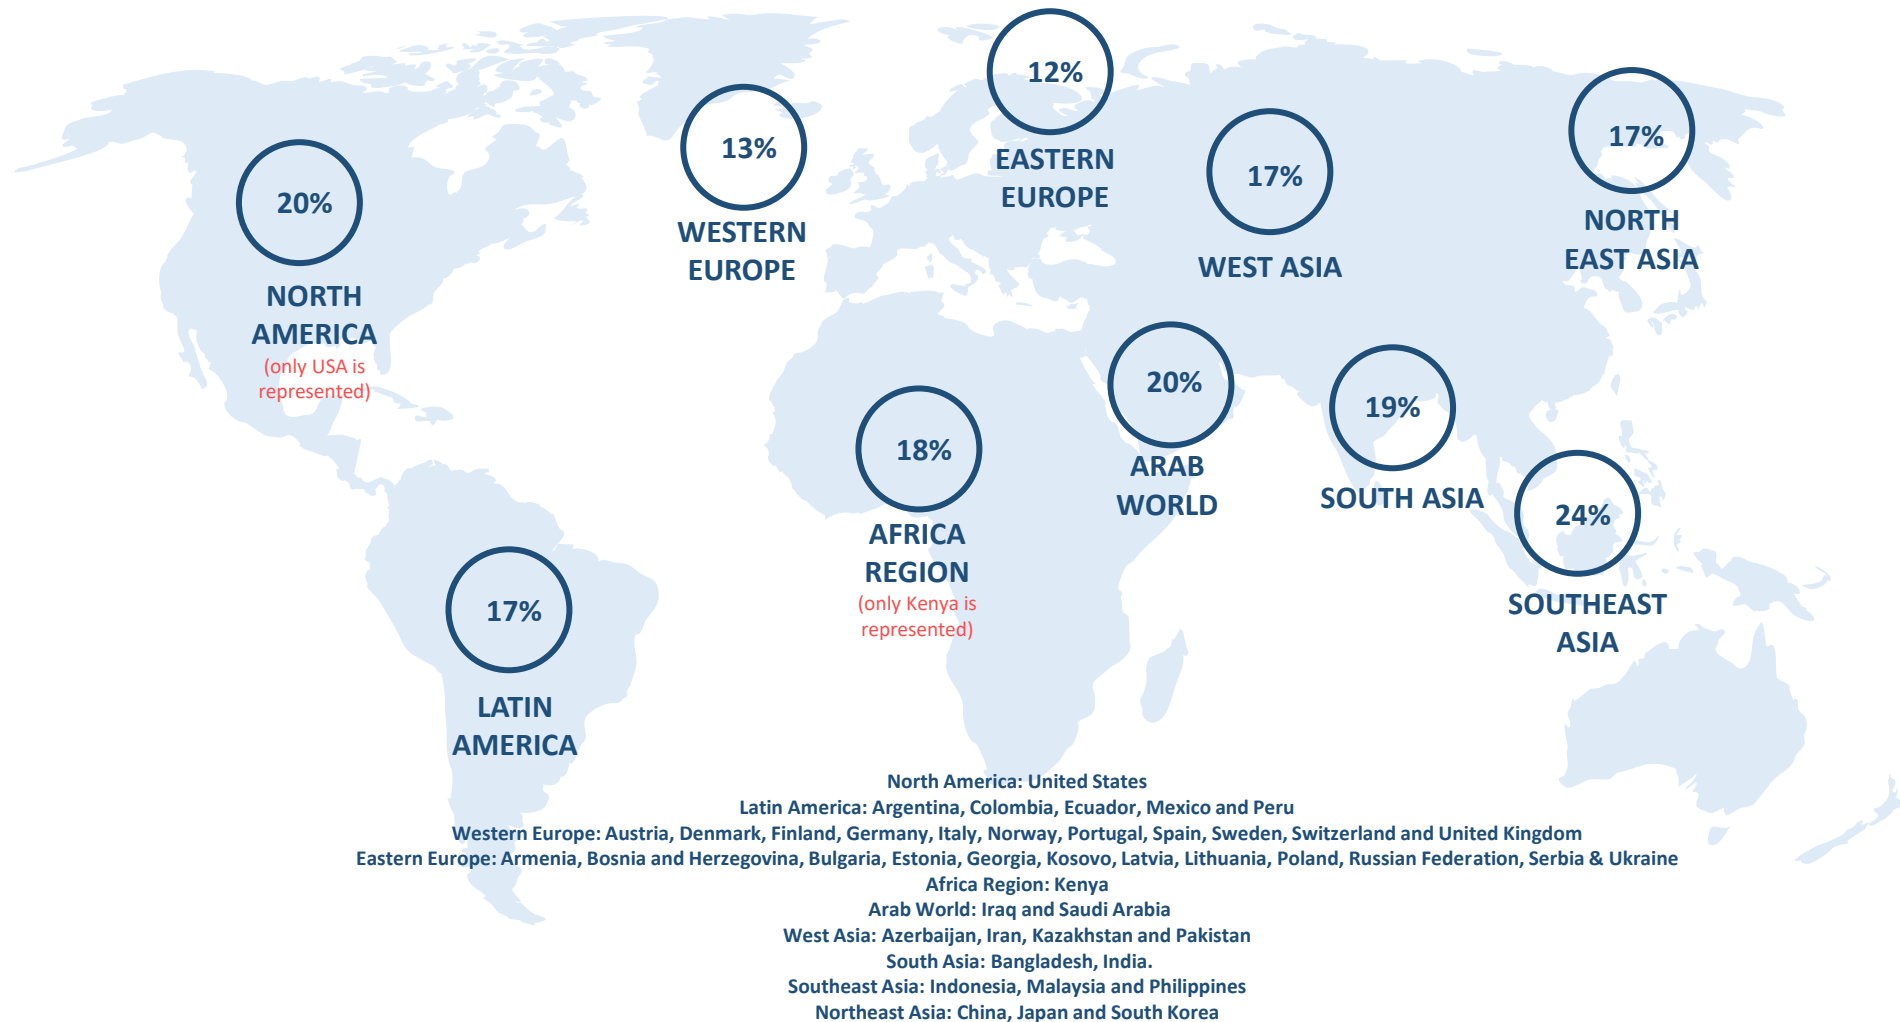 12%
EASTERN
EUROPE
13%
WESTERN
EUROPE
17%
WEST ASIA
17%
NORTH
EAST ASIA
20%
NORTH
AMERICA
(only USA is
represented)
20%
ARAB
WORLD
19%
SOUTH ASIA
18%
AFRICA
REGION
(only Kenya is
represented)
24%
SOUTHEAST
ASIA
17%
LATIN
AMERICA
North America: United States
Latin America: Argentina, Colombia, Ecuador, Mexico and Peru
Western Europe: Austria, Denmark, Finland, Germany, Italy, Norway, Portugal, Spain, Sweden, Switzerland and United Kingdom
Eastern Europe: Armenia, Bosnia and Herzegovina, Bulgaria, Estonia, Georgia, Kosovo, Latvia, Lithuania, Poland, Russian Federation, Serbia & Ukraine
Africa Region: Kenya
Arab World: Iraq and Saudi Arabia
West Asia: Azerbaijan, Iran, Kazakhstan and Pakistan
South Asia: Bangladesh, India.
Southeast Asia: Indonesia, Malaysia and Philippines
Northeast Asia: China, Japan and South Korea